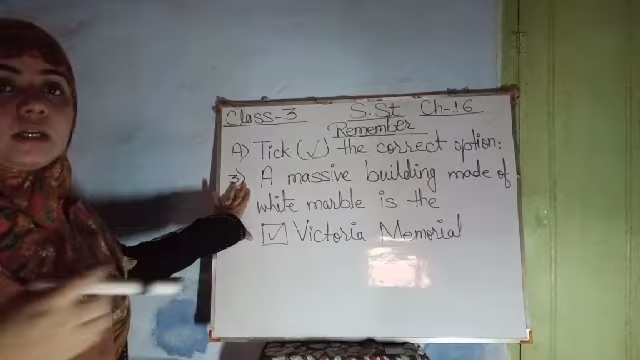 Class-3 S.St Ch-16
Remember
A) Tick (✓) the correct option:
3) A massive building made of
white marble is the
☑ Victoria Memorial